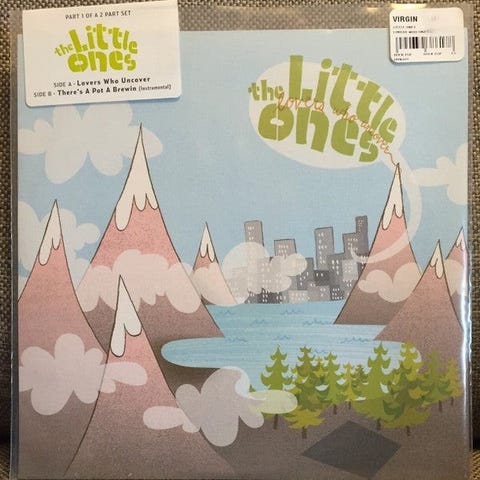 PART 1 OF A 2 PART SET
the Little
ones
SIDE A - Lovers Who Uncover
SIDE B - There's A Pot A Brewin (Instrumental)
VIRGIN
the Little
ones
lovers who uncover